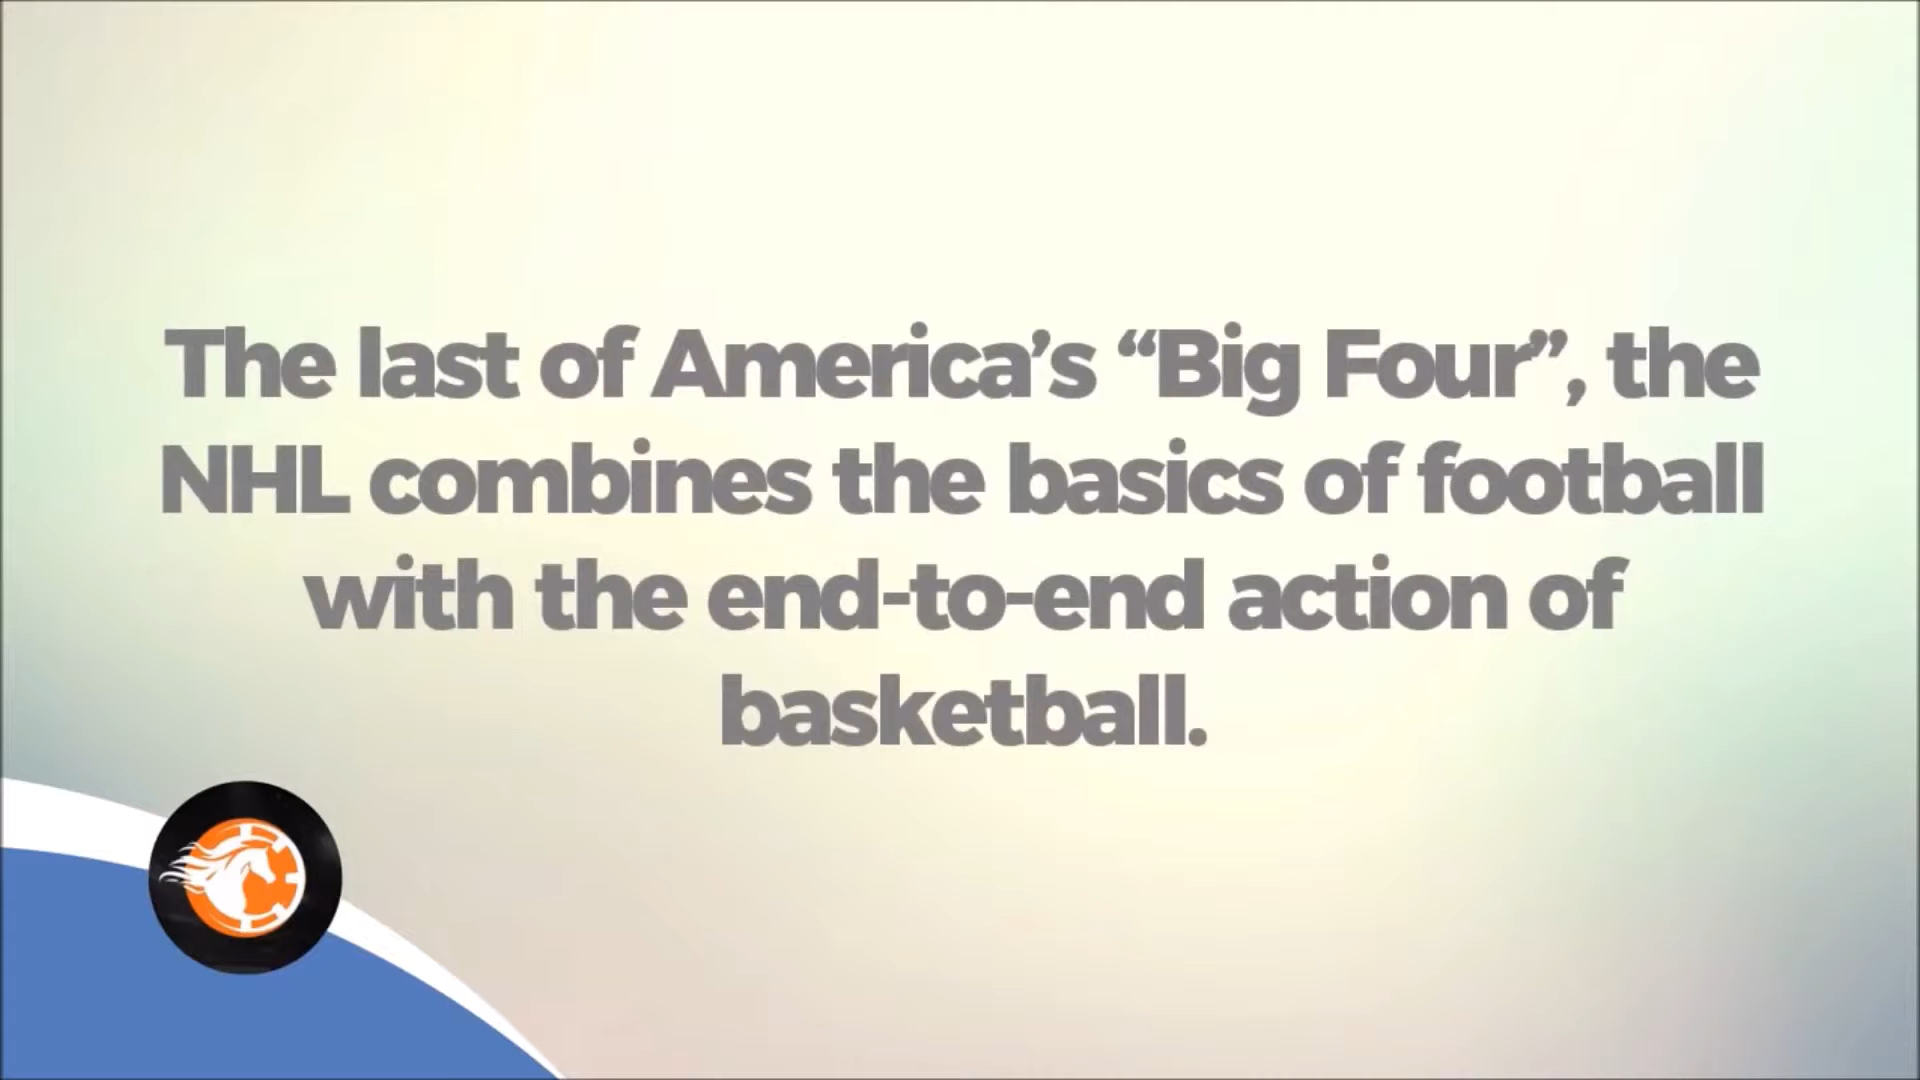 The last of America’s “Big Four”, the
NHL combines the basics of football
with the end-to-end action of
basketball.